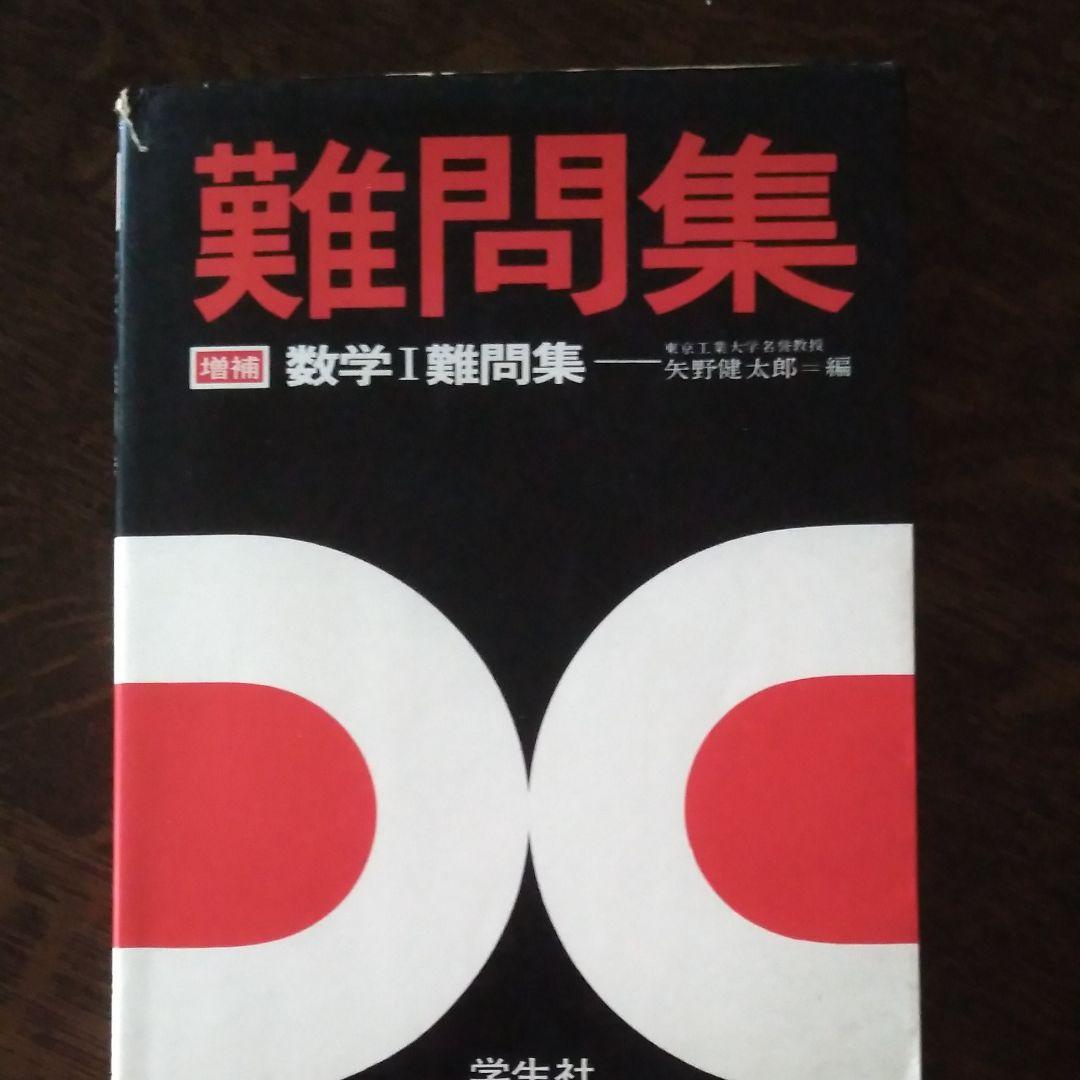 難問集
増補 数学I難問集――東京工業大学名誉教授
矢野健太郎=編
学生社